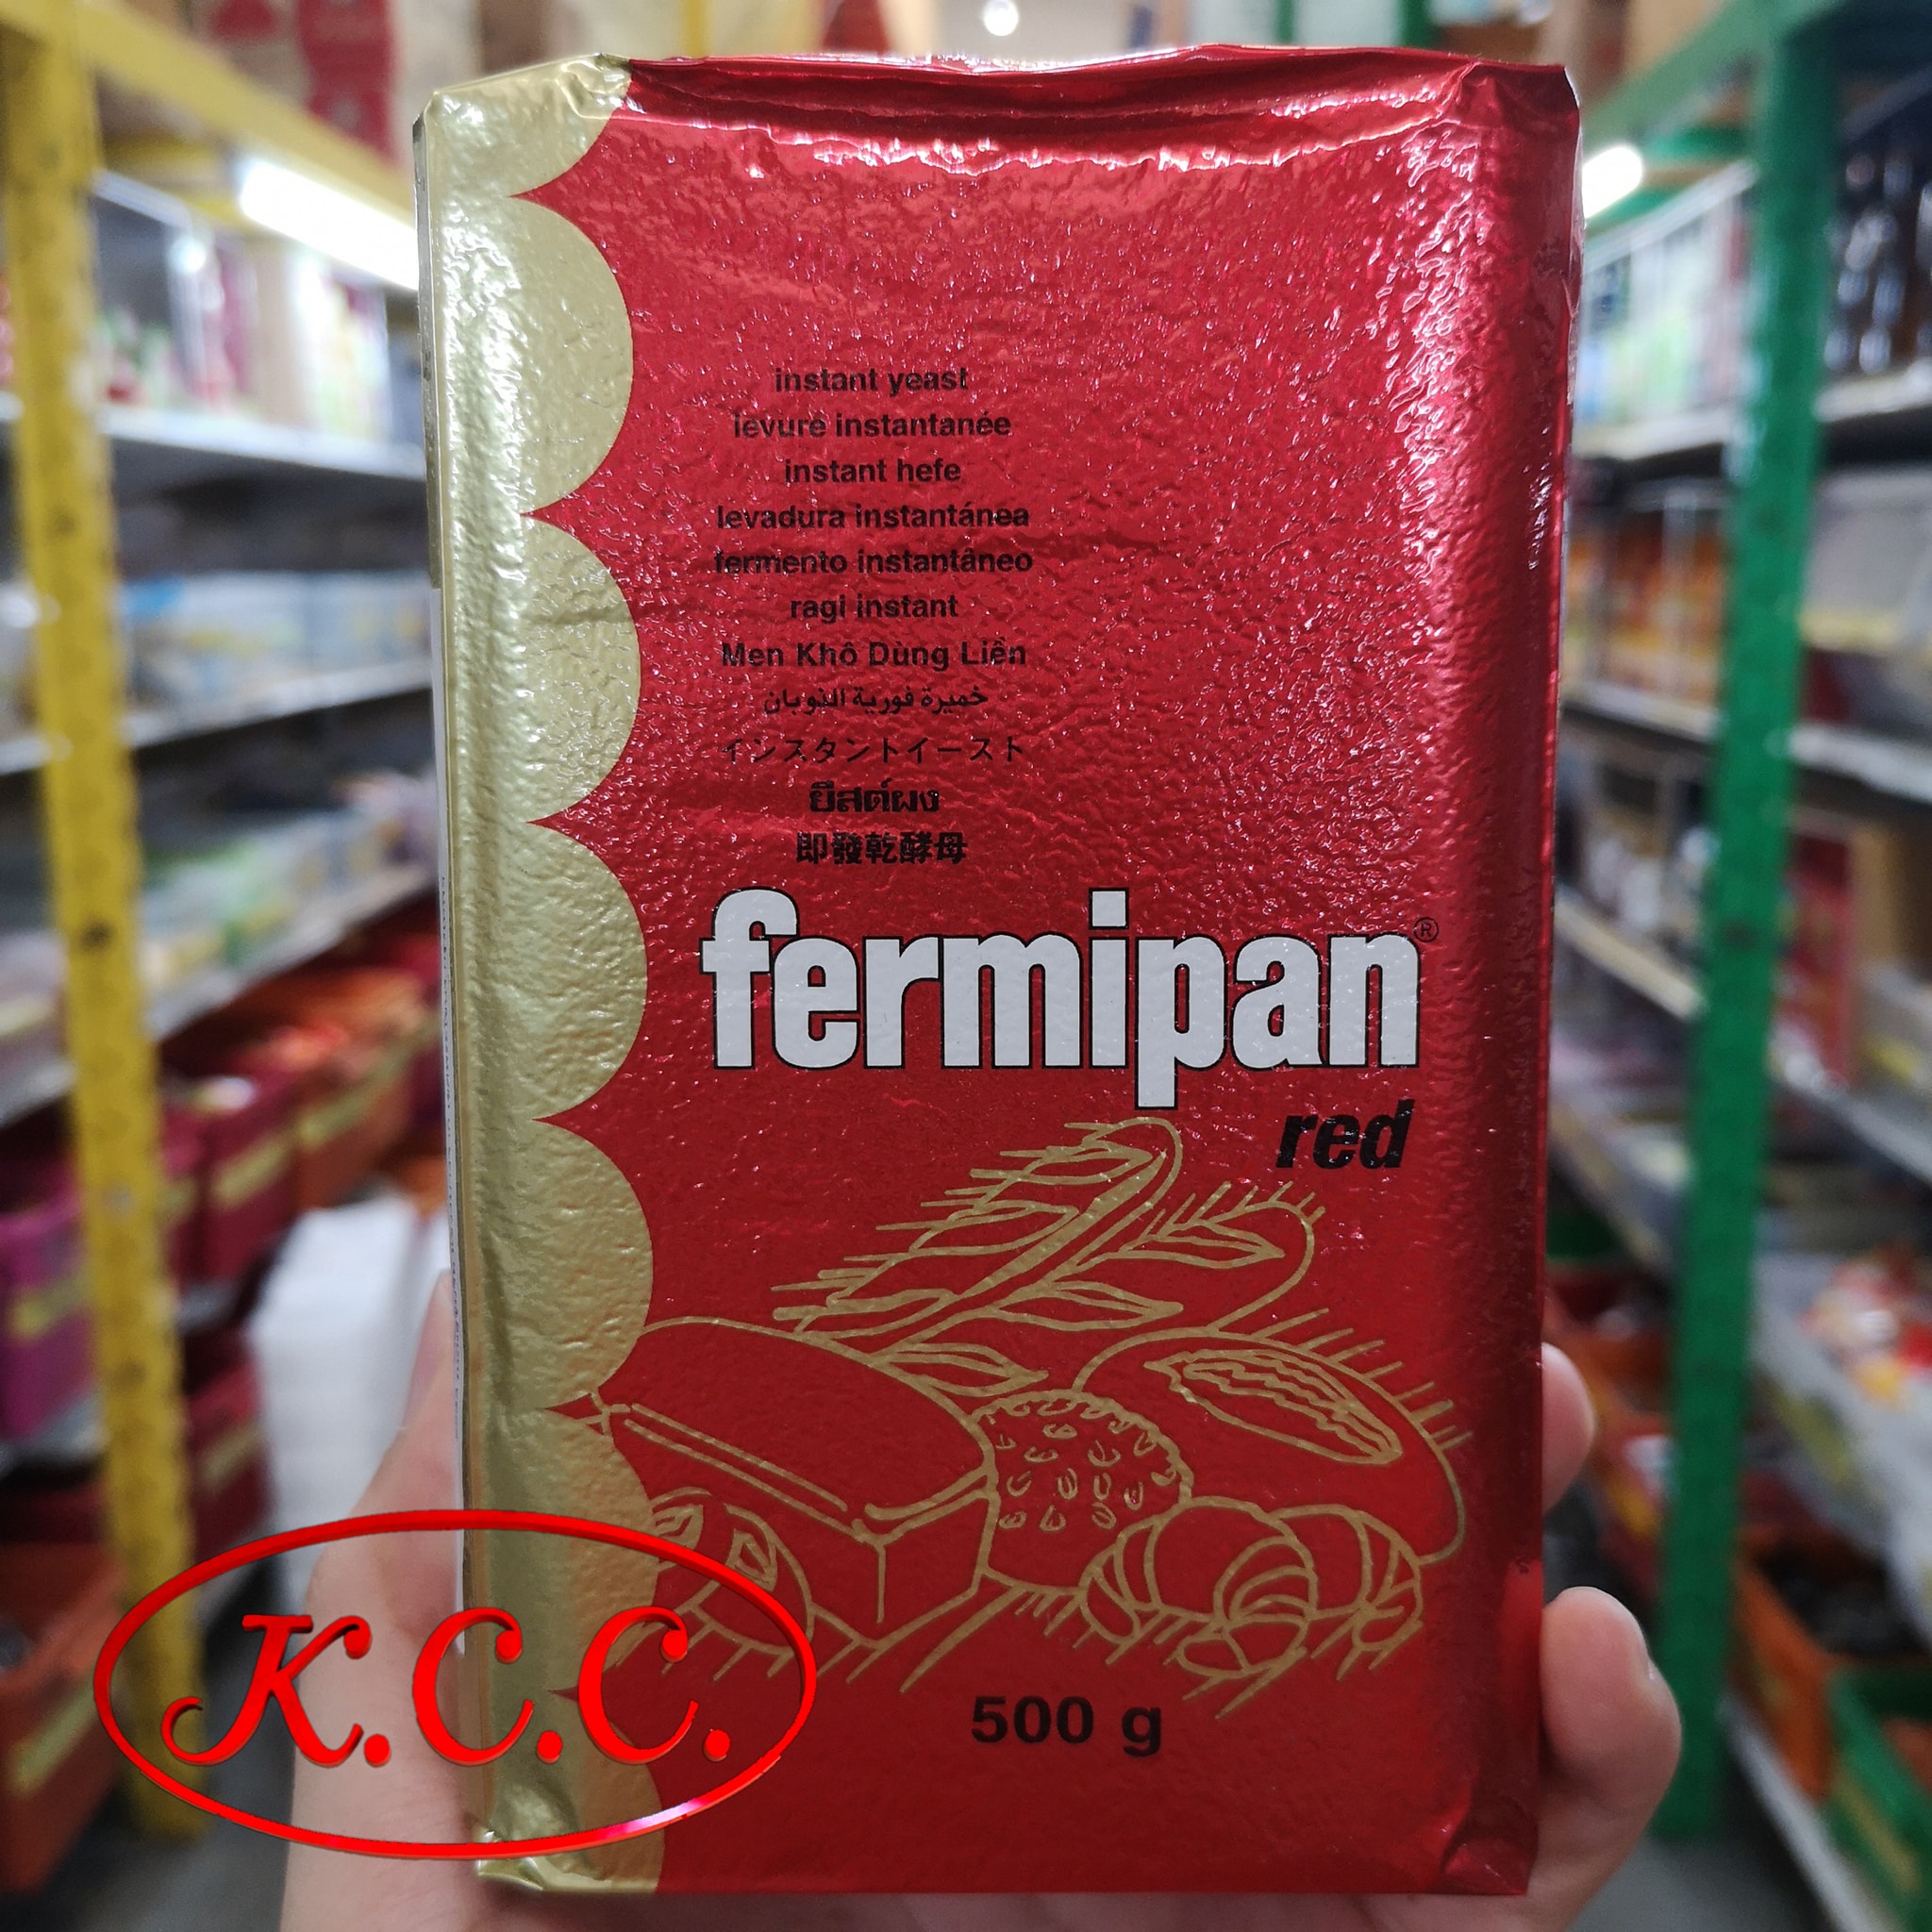 instant yeast
levure instantanée
instant hefe
levadura instantánea
fermento instantâneo
ragi instant
Men Khô Dùng Liền
خميرة فورية الذوبان
インスタントイースト
ยีสต์ผง
即發乾酵母
fermipan®
red
500 g
K.C.C.